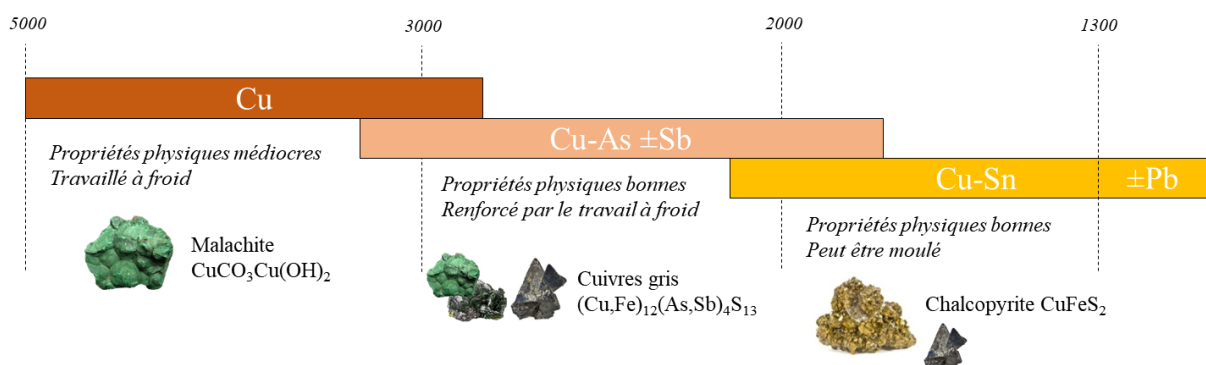 5000
3000
2000
1300
Cu
Cu-As ±Sb
Cu-Sn
±Pb
Propriétés physiques médiocres
Travaillé à froid
Propriétés physiques bonnes
Renforcé par le travail à froid
Propriétés physiques bonnes
Peut être moulé
Malachite
CuCO₃Cu(OH)₂
Cuivres gris
(Cu,Fe)₁₂(As,Sb)₄S₁₃
Chalcopyrite CuFeS₂